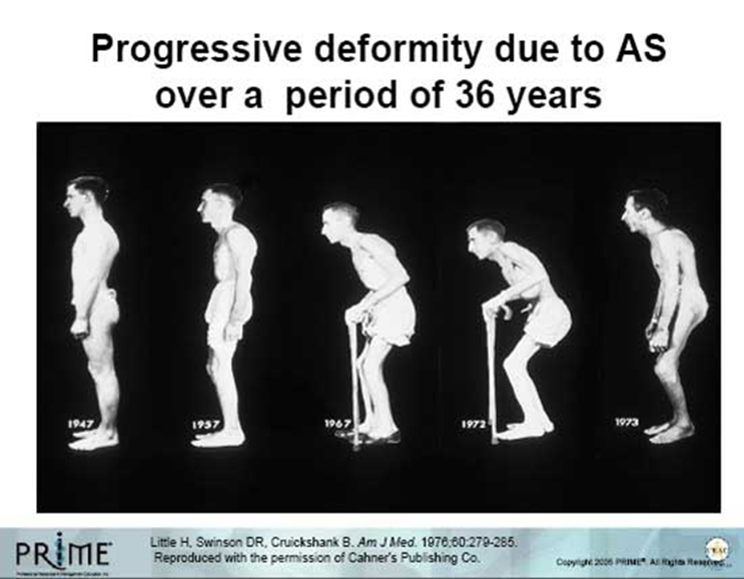 Progressive deformity due to AS
over a  period of 36 years
1947
1957
1967
1972
1973
PRiME®
Little H, Swinson DR, Cruickshank B. Am J Med. 1976;60:279-285.
Reproduced with the permission of Cahner's Publishing Co.
Copyright 2005 PRIME®. All Rights Reserved.